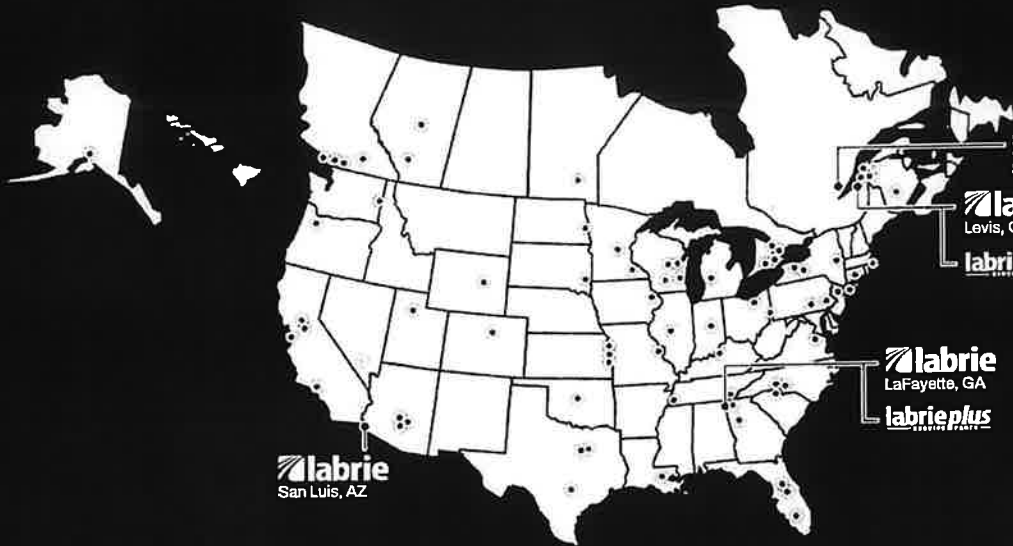 labrie
Levis,
labrie
LaFayette, GA
labrieplus
labrie
San Luis, AZ